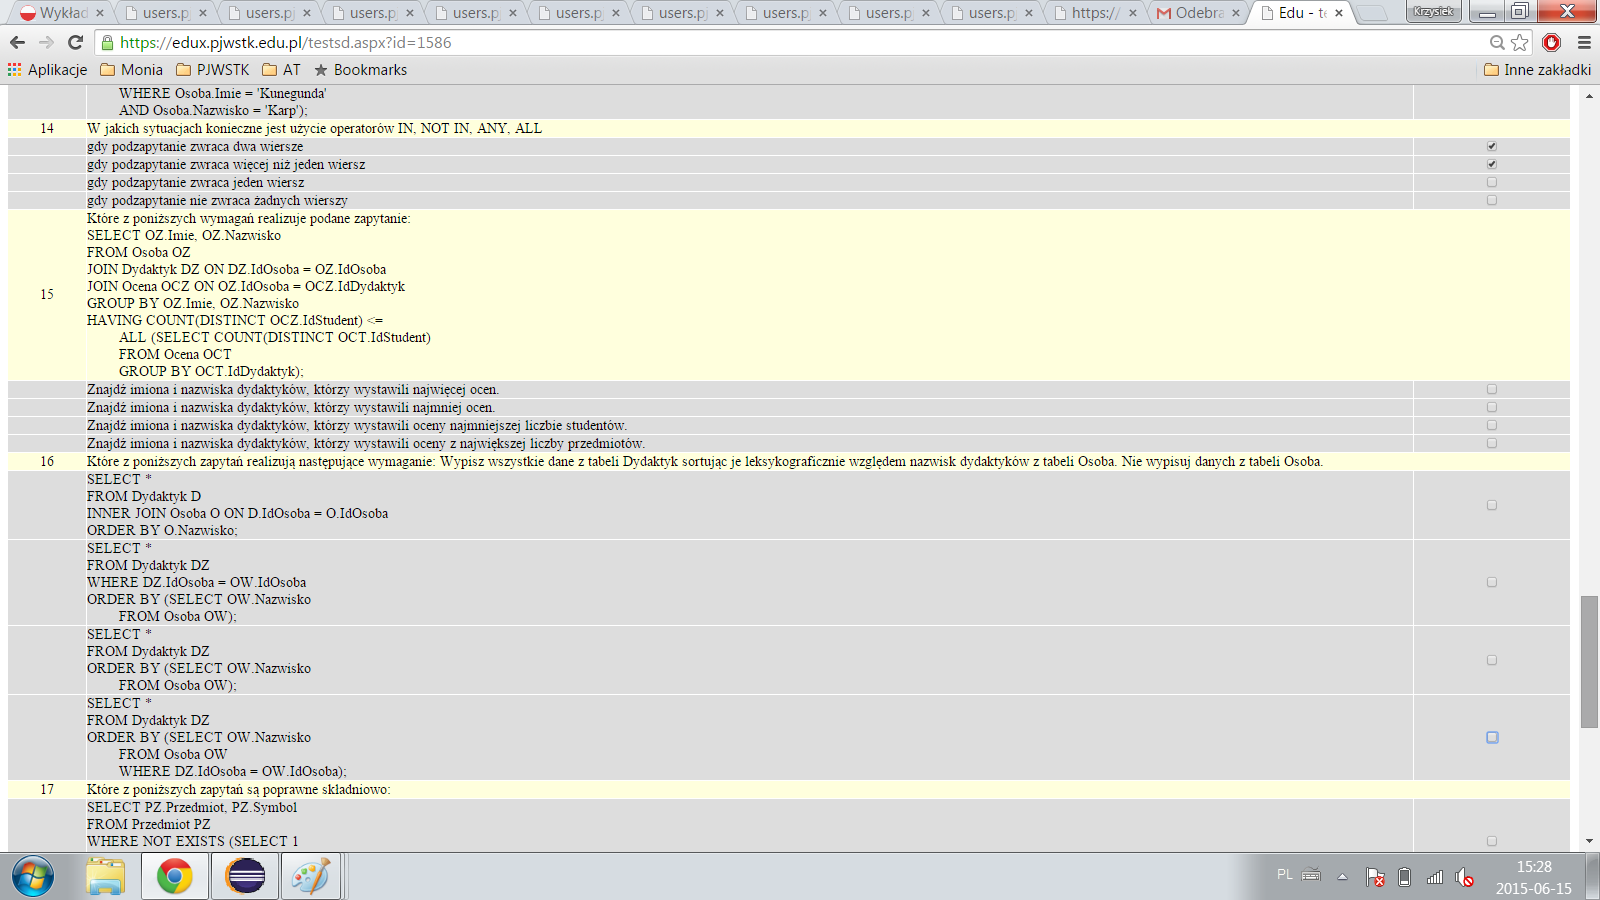 Wykład
users.p
users.p
users.p
users.p
users.p
users.p
users.p
users.p
users.p
https://
Odebra
Edu - te
Krzysiek
https://edux.pjwstk.edu.pl/testsd.aspx?id=1586
Aplikacje
Monia
PJWSTK
AT
Bookmarks
Inne zakładki
WHERE Osoba.Imie = 'Kunegunda'
AND Osoba.Nazwisko = 'Karp');
14 W jakich sytuacjach konieczne jest użycie operatorów IN, NOT IN, ANY, ALL
gdy podzapytanie zwraca dwa wiersze
gdy podzapytanie zwraca więcej niż jeden wiersz
gdy podzapytanie zwraca jeden wiersz
gdy podzapytanie nie zwraca żadnych wierszy
15
Które z poniższych wymagań realizuje podane zapytanie:
SELECT OZ.Imie, OZ.Nazwisko
FROM Osoba OZ
JOIN Dydaktyk DZ ON DZ.IdOsoba = OZ.IdOsoba
JOIN Ocena OCZ ON OZ.IdOsoba = OCZ.IdDydaktyk
GROUP BY OZ.Imie, OZ.Nazwisko
HAVING COUNT(DISTINCT OCZ.IdStudent) <=
ALL (SELECT COUNT(DISTINCT OCT.IdStudent)
FROM Ocena OCT
GROUP BY OCT.IdDydaktyk);
Znajdź imiona i nazwiska dydaktyków, którzy wystawili najwięcej ocen.
Znajdź imiona i nazwiska dydaktyków, którzy wystawili najmniej ocen.
Znajdź imiona i nazwiska dydaktyków, którzy wystawili oceny najmniejszej liczbie studentów.
Znajdź imiona i nazwiska dydaktyków, którzy wystawili oceny z największej liczby przedmiotów.
16 Które z poniższych zapytań realizują następujące wymaganie: Wypisz wszystkie dane z tabeli Dydaktyk sortując je leksykograficznie względem nazwisk dydaktyków z tabeli Osoba. Nie wypisuj danych z tabeli Osoba.
SELECT *
FROM Dydaktyk D
INNER JOIN Osoba O ON D.IdOsoba = O.IdOsoba
ORDER BY O.Nazwisko;
SELECT *
FROM Dydaktyk DZ
WHERE DZ.IdOsoba = OW.IdOsoba
ORDER BY (SELECT OW.Nazwisko
FROM Osoba OW);
SELECT *
FROM Dydaktyk DZ
ORDER BY (SELECT OW.Nazwisko
FROM Osoba OW);
SELECT *
FROM Dydaktyk DZ
ORDER BY (SELECT OW.Nazwisko
FROM Osoba OW
WHERE DZ.IdOsoba = OW.IdOsoba);
17 Które z poniższych zapytań są poprawne składniowo:
SELECT PZ.Przedmiot, PZ.Symbol
FROM Przedmiot PZ
WHERE NOT EXISTS (SELECT 1
PL
15:28
2015-06-15